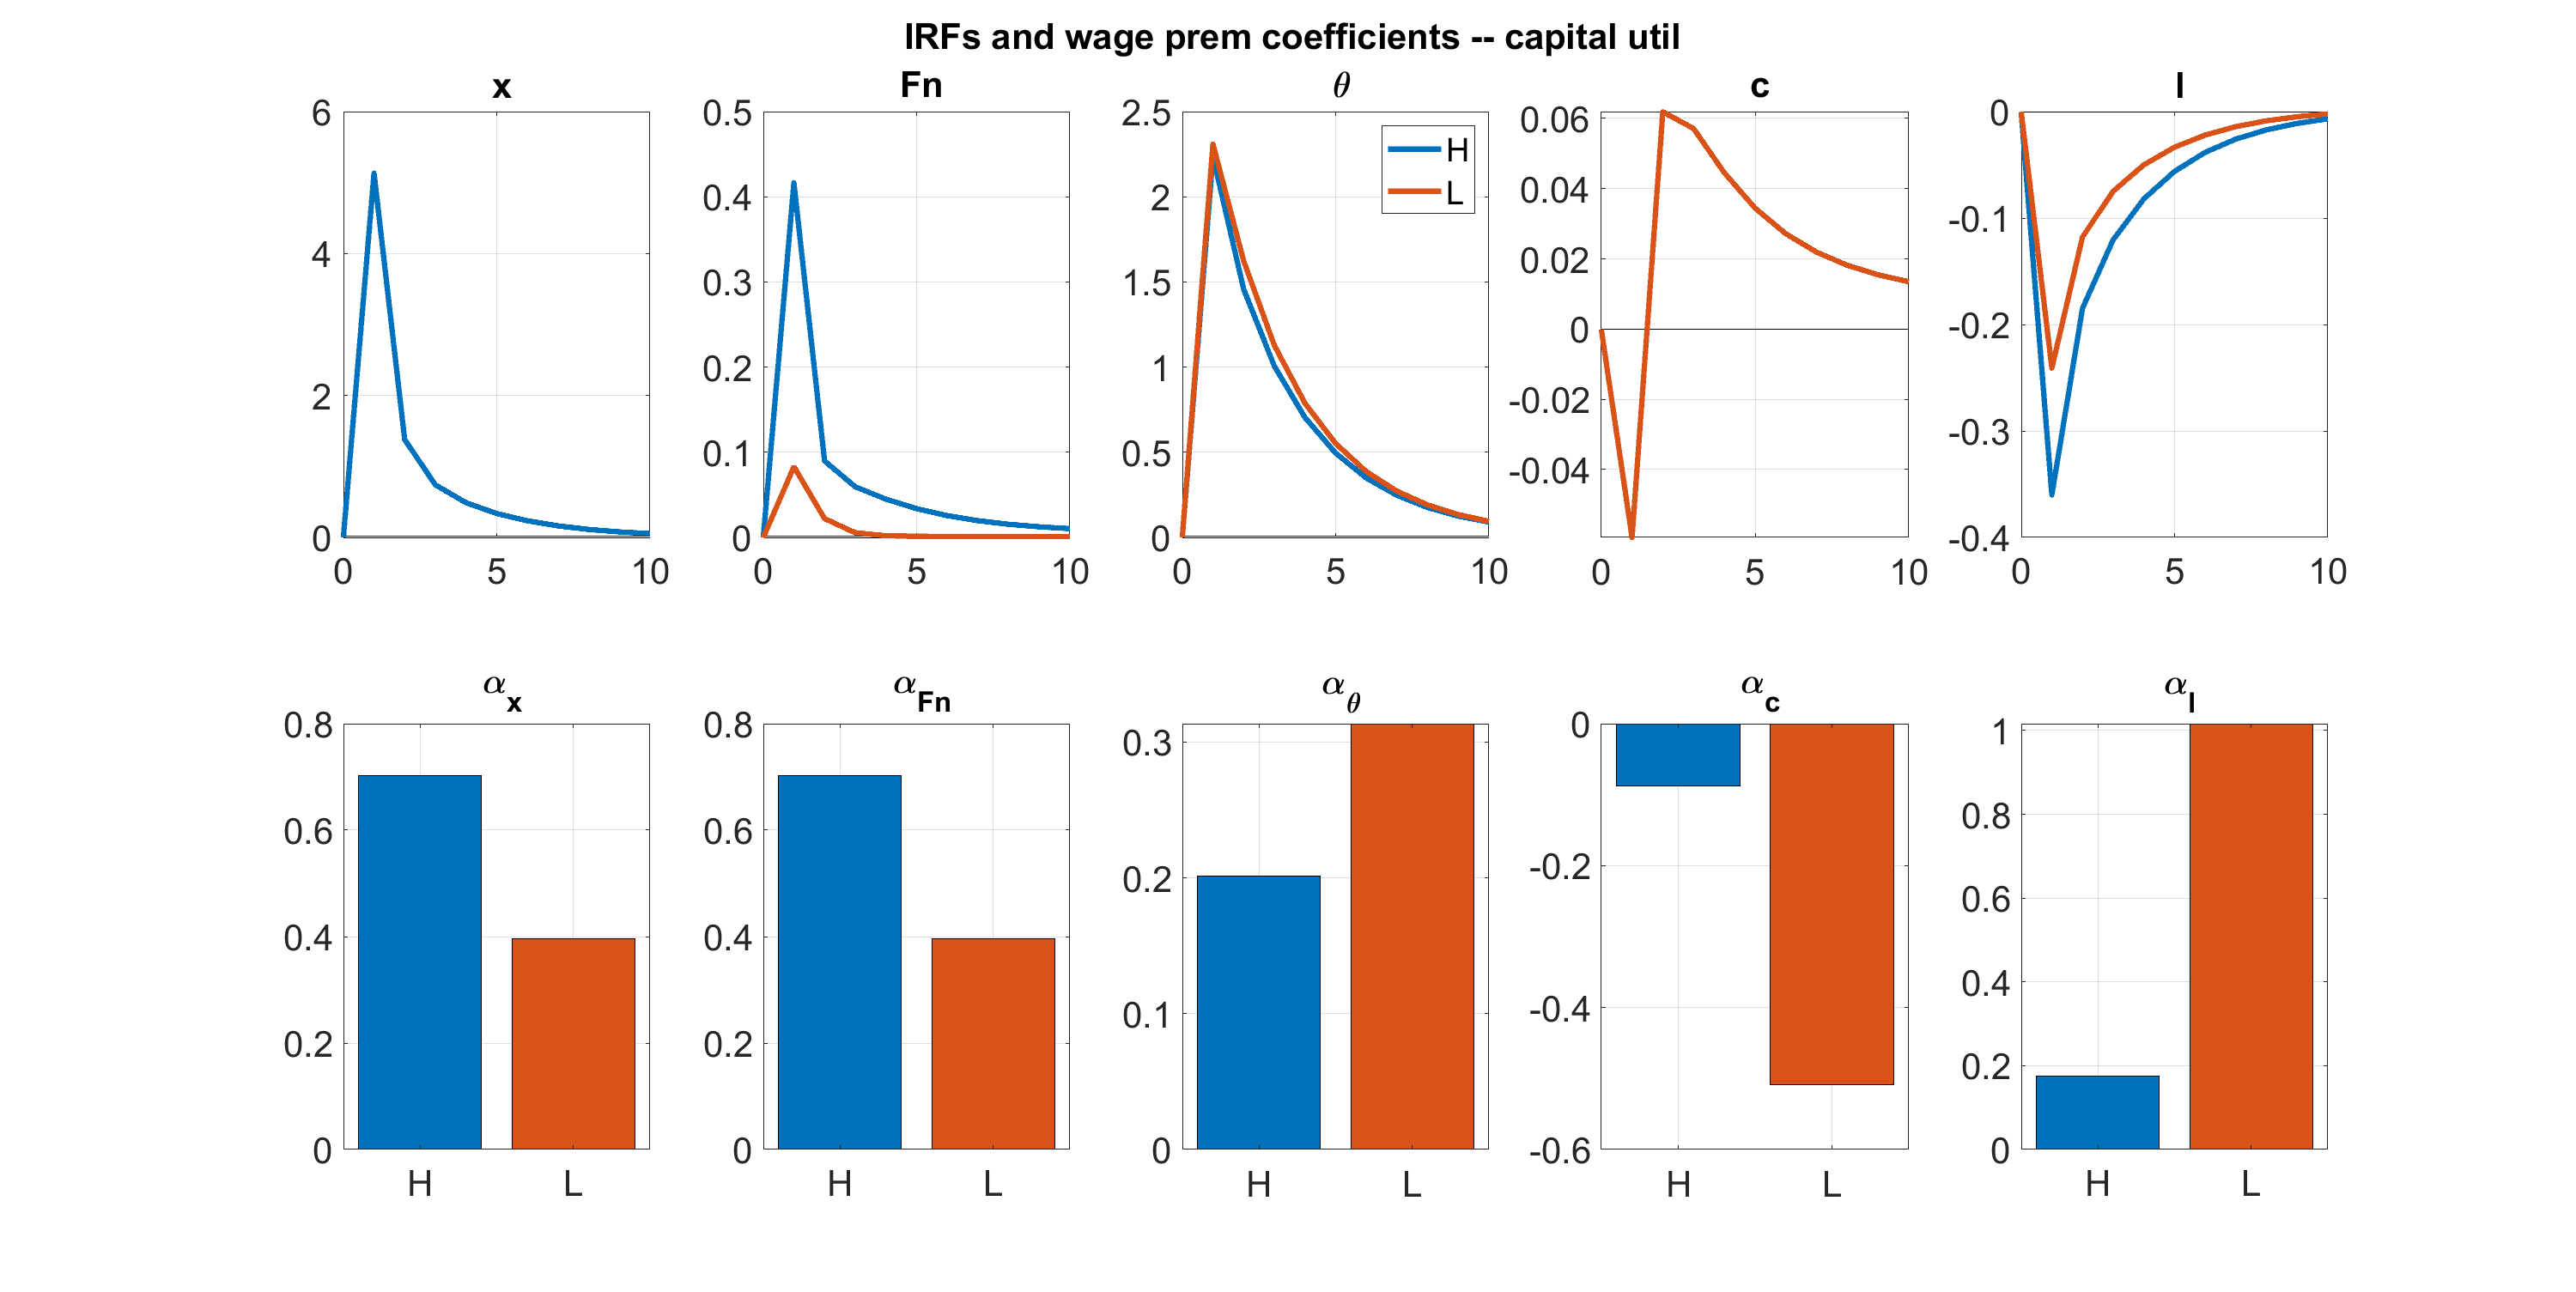 IRFs and wage prem coefficients -- capital util
x
Fn
θ
c
l
6
4
2
0
0 5 10
0.5
0.4
0.3
0.2
0.1
0
0 5 10
2.5
2
1.5
1
0.5
0
0 5 10
H
L
0.06
0.04
0.02
0
-0.02
-0.04
0 5 10
0
-0.1
-0.2
-0.3
-0.4
0 5 10
α_x
α_Fn
α_θ
α_c
α_l
0.8
0.6
0.4
0.2
0
H L
0.8
0.6
0.4
0.2
0
H L
0.3
0.2
0.1
0
H L
0
-0.2
-0.4
-0.6
H L
1
0.8
0.6
0.4
0.2
0
H L